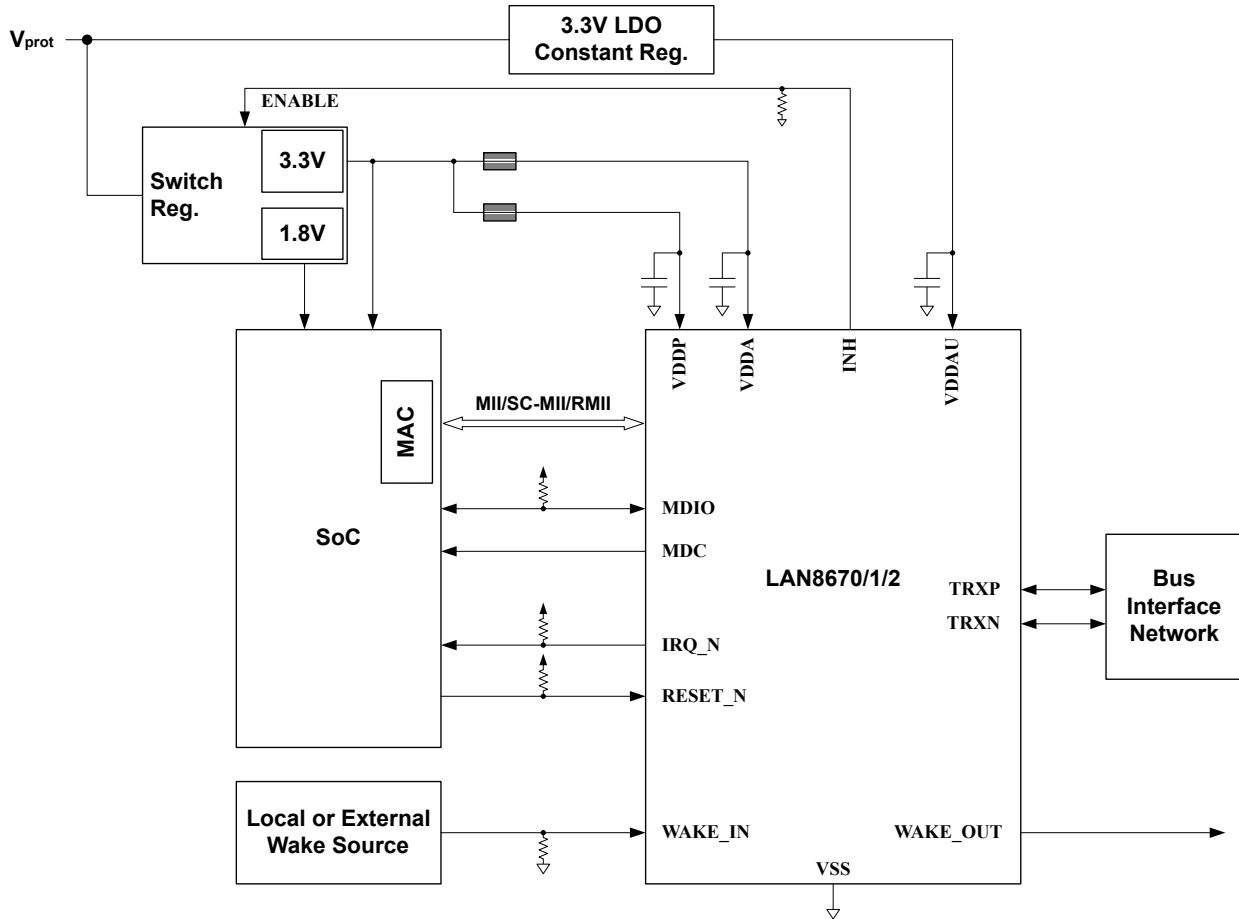 Vprot
3.3V LDO
Constant Reg.
ENABLE
Switch
Reg.
3.3V
1.8V
VDDP
VDDA
INH
VDDAU
MAC
MII/SC-MII/RMII
SoC
MDIO
MDC
IRQ_N
RESET_N
LAN8670/1/2
TRXP
TRXN
Bus
Interface
Network
Local or External
Wake Source
WAKE_IN
WAKE_OUT
VSS